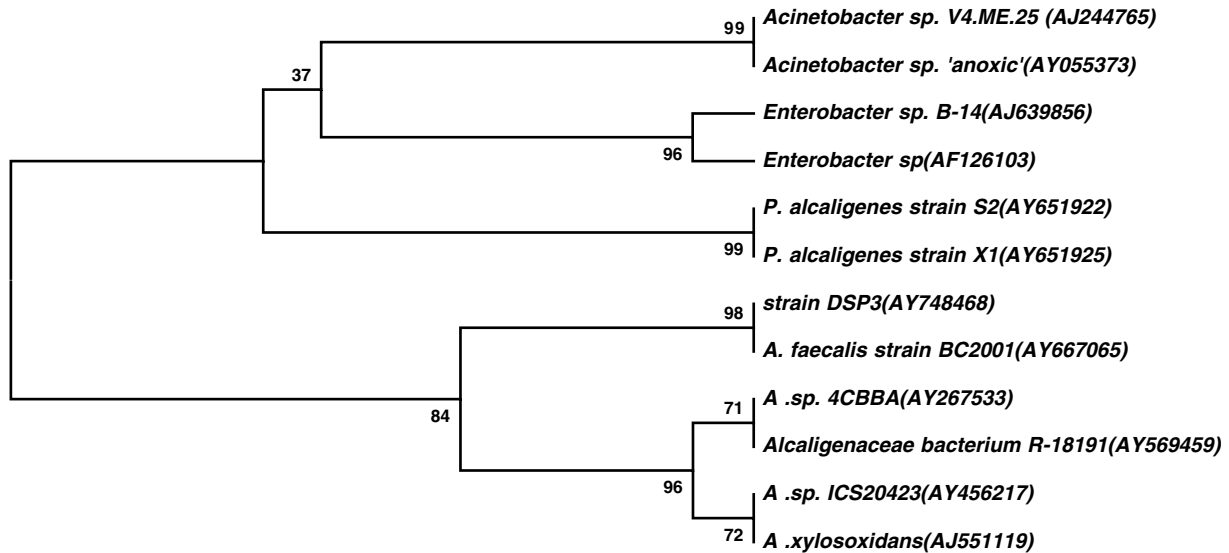 99
Acinetobacter sp. V4.ME.25 (AJ244765)
Acinetobacter sp. 'anoxic'(AY055373)
37
Enterobacter sp. B-14(AJ639856)
96
Enterobacter sp(AF126103)
P. alcaligenes strain S2(AY651922)
99
P. alcaligenes strain X1(AY651925)
98
strain DSP3(AY748468)
A. faecalis strain BC2001(AY667065)
84
71
A .sp. 4CBBA(AY267533)
Alcaligenaceae bacterium R-18191(AY569459)
96
A .sp. ICS20423(AY456217)
72
A .xylosoxidans(AJ551119)